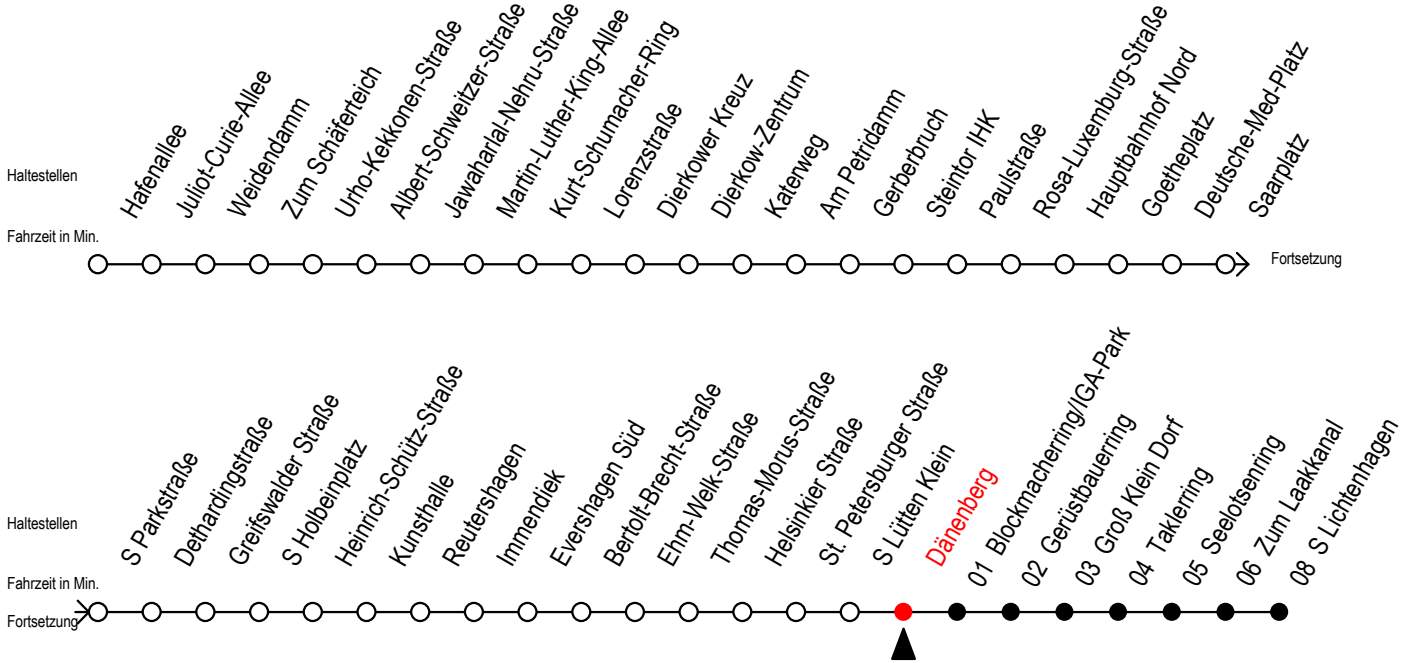 Haltestellen
Hafenallee
Juliot-Curie-Allee
Weidendamm
Zum Schäferteich
Urho-Kekkonen-Straße
Albert-Schweitzer-Straße
Jawaharlal-Nehru-Straße
Martin-Luther-King-Allee
Kurt-Schumacher-Ring
Lorenzstraße
Dierkower Kreuz
Dierkow-Zentrum
Katenweg
Am Petridamm
Gerberbruch
Steintor IHK
Paulstraße
Rosa-Luxemburg-Straße
Hauptbahnhof Nord
Goetheplatz
Deutsche-Med-Platz
Saarplatz
Fahrzeit in Min.
Fortsetzung
Haltestellen
S Parkstraße
Dethardingstraße
Greifswalder Straße
S Holbeinplatz
Heinrich-Schütz-Straße
Kunsthalle
Reutershagen
Immendiek
Evershagen Süd
Bertolt-Brecht-Straße
Ehm-Welk-Straße
Thomas-Morus-Straße
Helsinkier Straße
St. Petersburger Straße
S Lütten Klein
Dänenberg
01 Blockmacherring/IGA-Park
02 Gerüstbauerring
03 Groß Klein Dorf
04 Taklerring
05 Seelotsenring
06 Zum Laakkanal
08 S Lichtenhagen
Fahrzeit in Min.
Fortsetzung